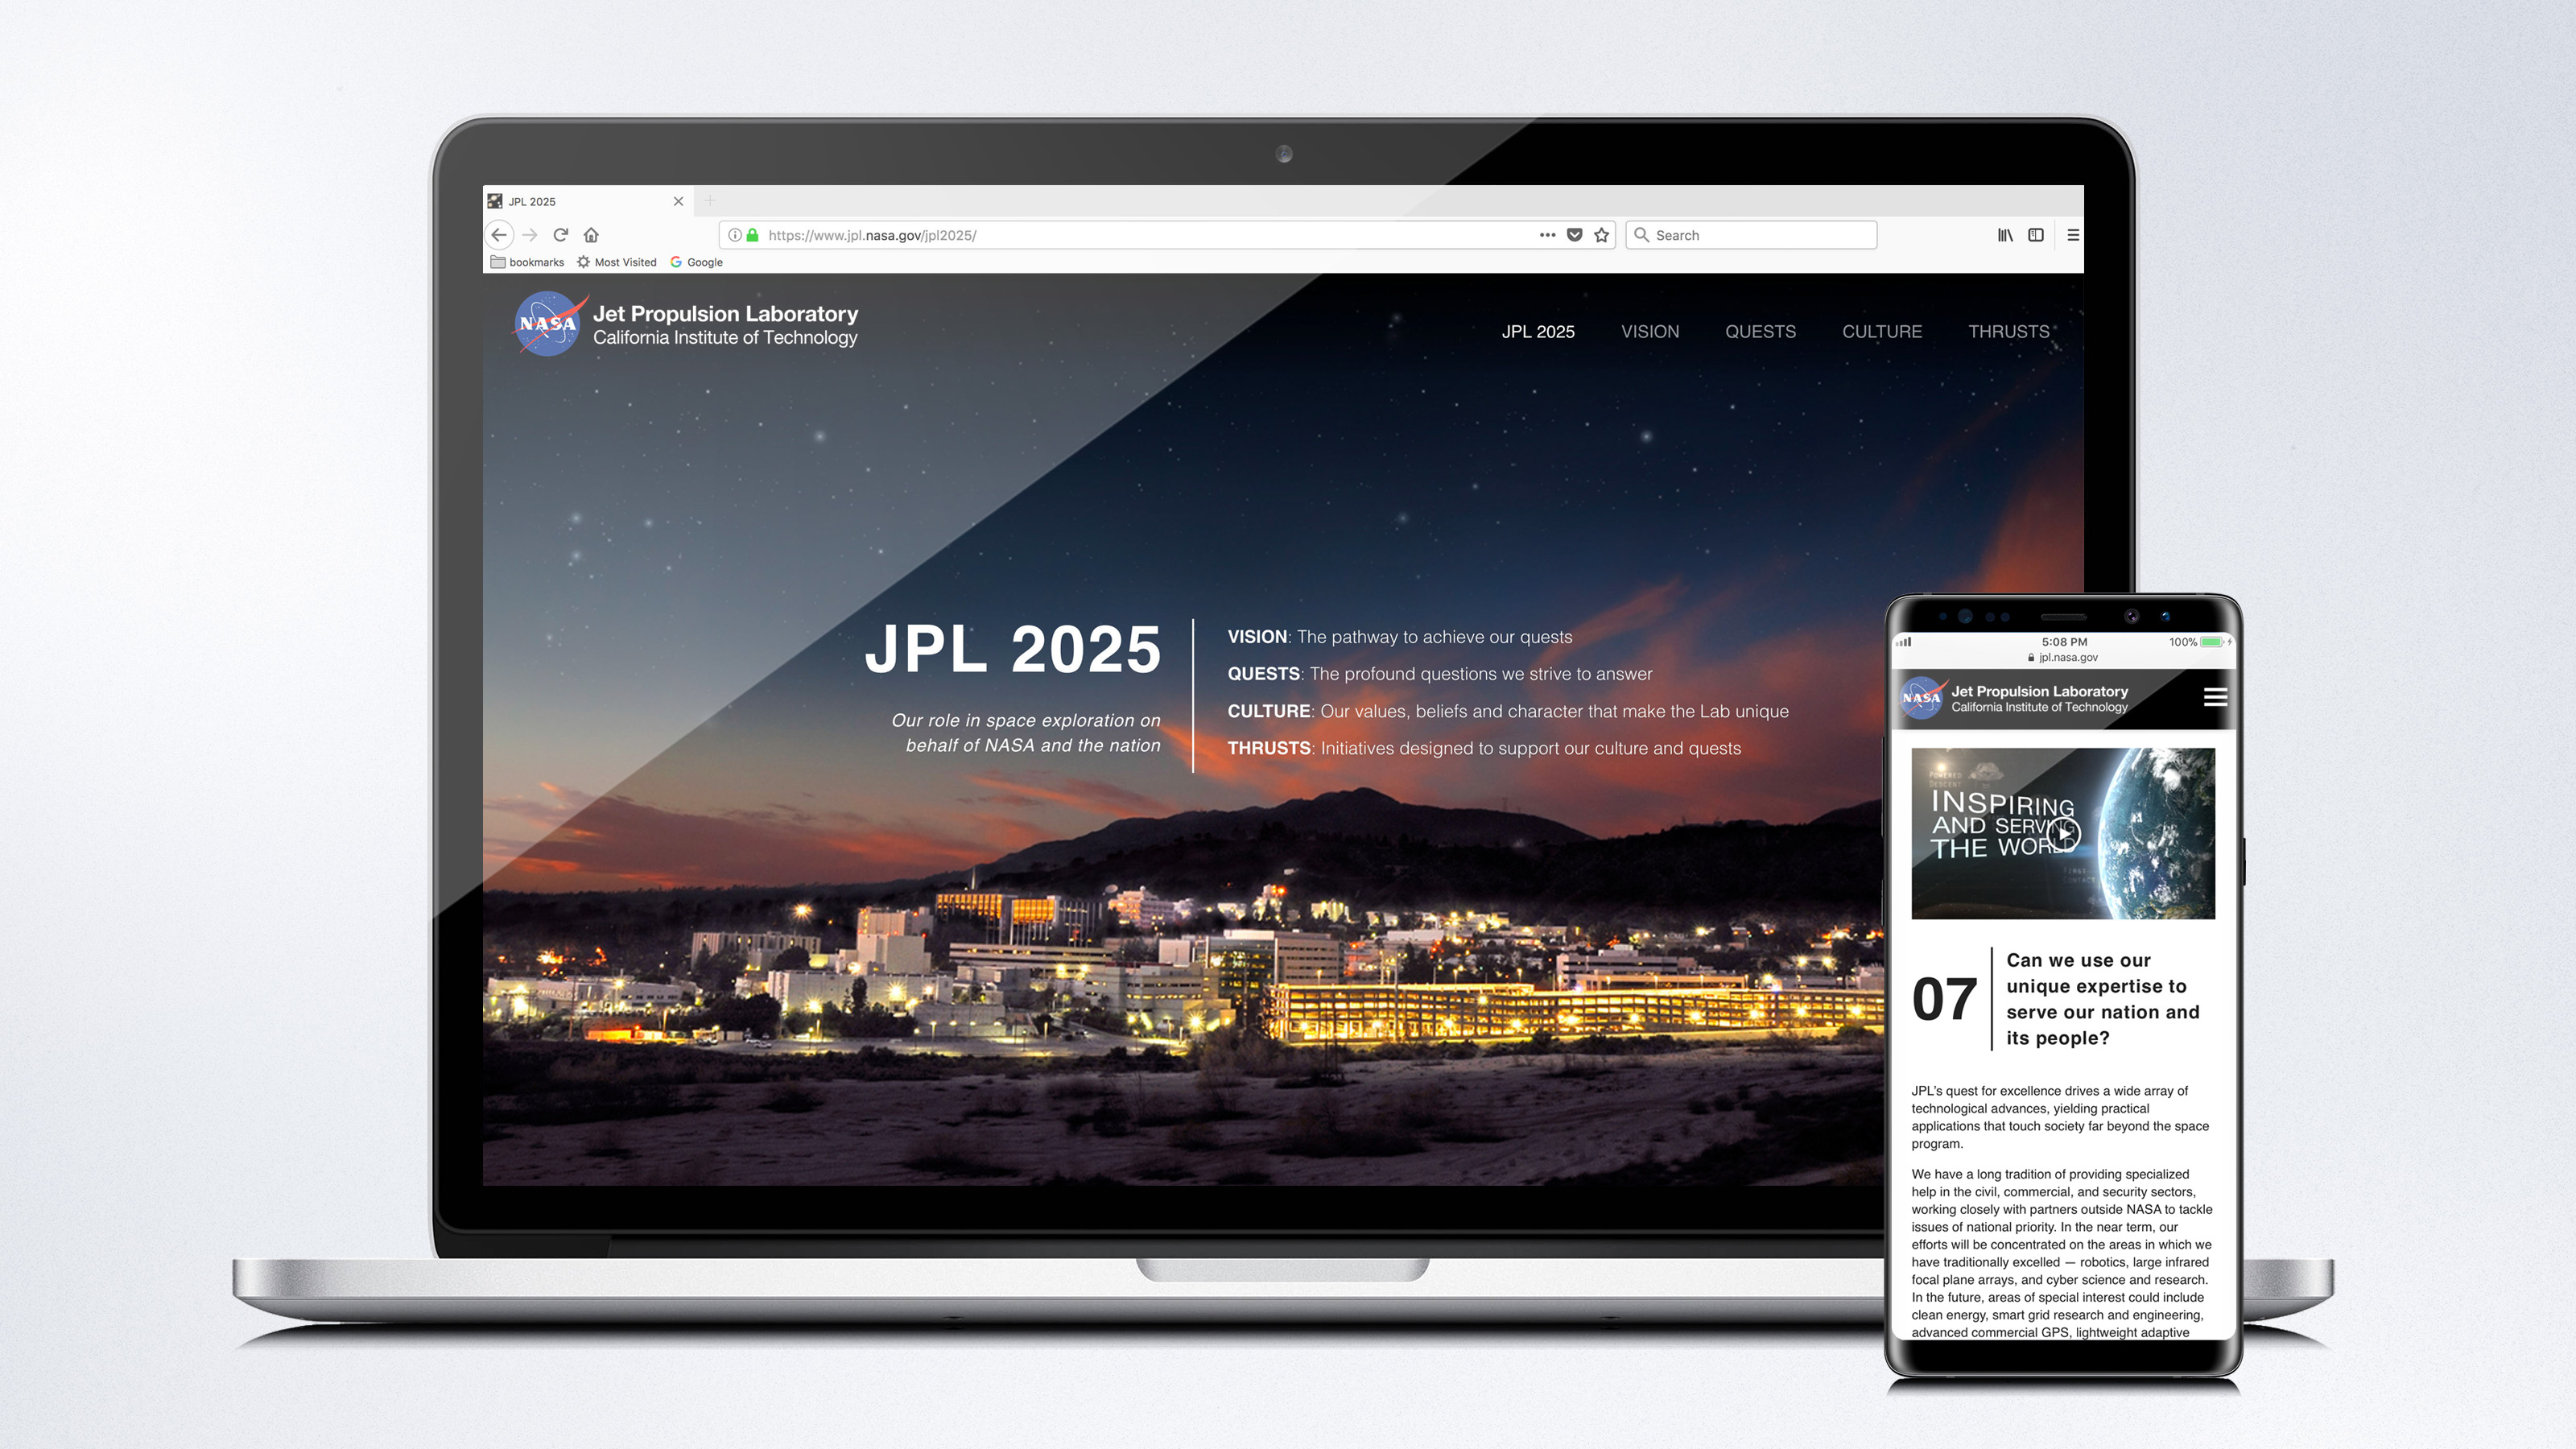 JPL 2025
https://www.jpl.nasa.gov/jpl2025/
Search
bookmarks
Most Visited
Google
NASA
Jet Propulsion Laboratory
California Institute of Technology
JPL 2025
VISION
QUESTS
CULTURE
THRUSTS
JPL 2025
Our role in space exploration on
behalf of NASA and the nation
VISION: The pathway to achieve our quests
QUESTS: The profound questions we strive to answer
CULTURE: Our values, beliefs and character that make the Lab unique
THRUSTS: Initiatives designed to support our culture and quests
5:08 PM
100%
jpl.nasa.gov
NASA
Jet Propulsion Laboratory
California Institute of Technology
POWERED
DESCENT
INSPIRING
AND SERVING
THE WORLD
FIRST
CONTACT
07
Can we use our
unique expertise to
serve our nation and
its people?
JPL's quest for excellence drives a wide array of
technological advances, yielding practical
applications that touch society far beyond the space
program.
We have a long tradition of providing specialized
help in the civil, commercial, and security sectors,
working closely with partners outside NASA to tackle
issues of national priority. In the near term, our
efforts will be concentrated on the areas in which we
have traditionally excelled — robotics, large infrared
focal plane arrays, and cyber science and research.
In the future, areas of special interest could include
clean energy, smart grid research and engineering,
advanced commercial GPS, lightweight adaptive